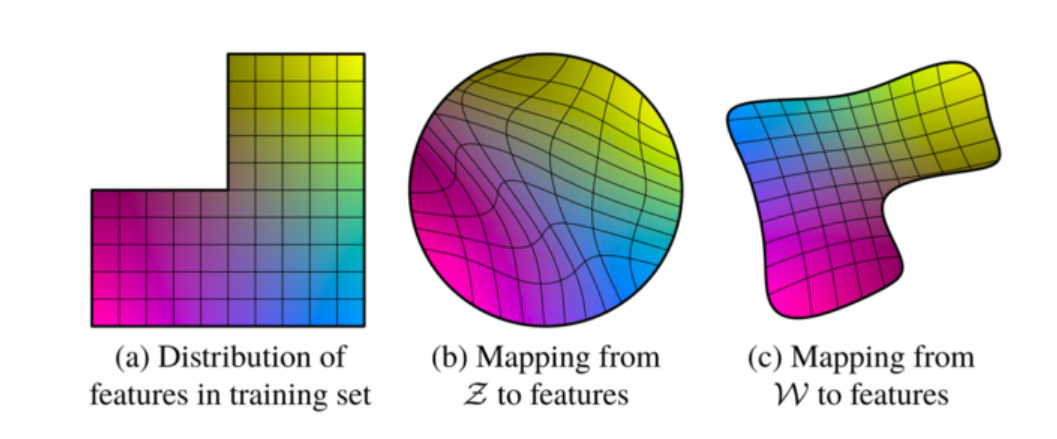 (a) Distribution of
features in training set
(b) Mapping from
𝒵 to features
(c) Mapping from
𝒲 to features